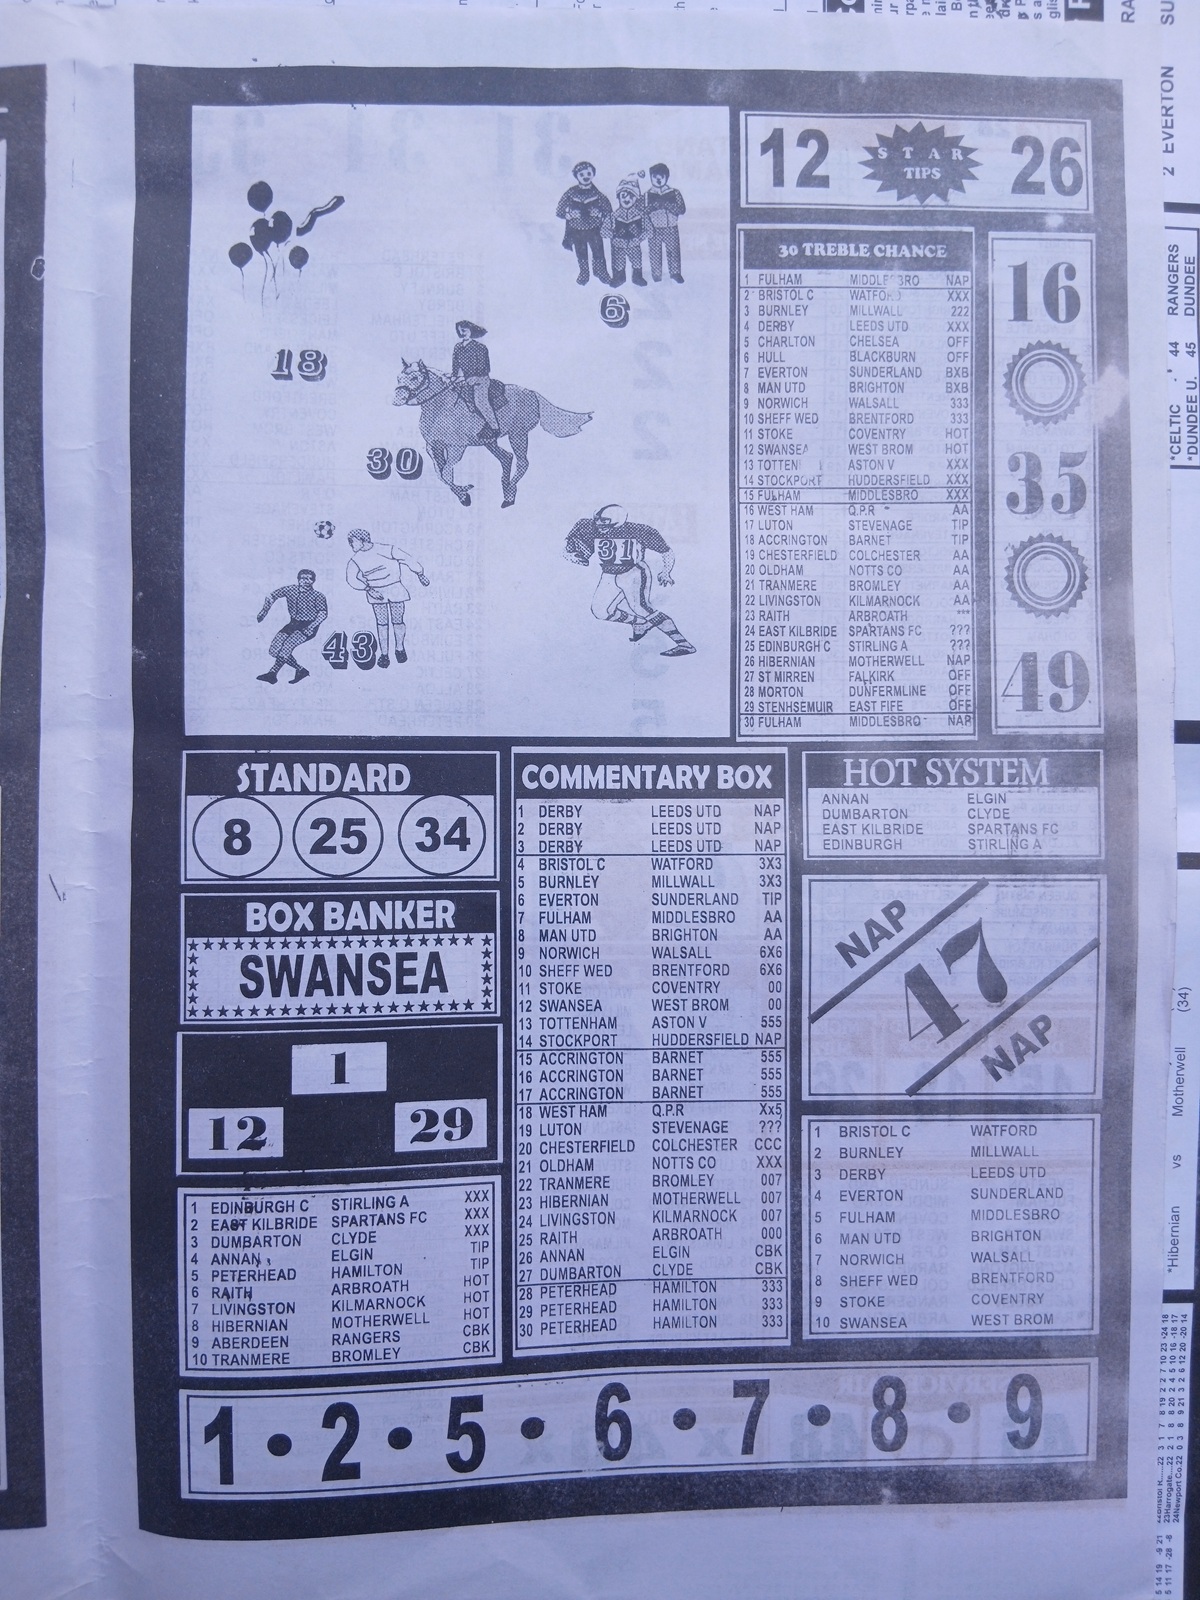 18
6
30
43
31
12 STAR TIPS 26
30 TREBLE CHANCE
1 FULHAM MIDDLESBRO NAP
2 BRISTOL C WATFORD XXX
3 BURNLEY MILLWALL 222
4 DERBY LEEDS UTD XXX
5 CHARLTON CHELSEA OFF
6 HULL BLACKBURN OFF
7 EVERTON SUNDERLAND BXB
8 MAN UTD BRIGHTON BXB
9 NORWICH WALSALL 333
10 SHEFF WED BRENTFORD 333
11 STOKE COVENTRY HOT
12 SWANSEA WEST BROM HOT
13 TOTTEN ASTON V XXX
14 STOCKPORT HUDDERSFIELD XXX
15 FULHAM MIDDLESBRO XXX
16 WEST HAM Q.P.R AA
17 LUTON STEVENAGE TIP
18 ACCRINGTON BARNET TIP
19 CHESTERFIELD COLCHESTER AA
20 OLDHAM NOTTS CO AA
21 TRANMERE BROMLEY AA
22 LIVINGSTON KILMARNOCK AA
23 RAITH ARBROATH ***
24 EAST KILBRIDE SPARTANS FC ???
25 EDINBURGH C STIRLING A ???
26 HIBERNIAN MOTHERWELL NAP
27 ST MIRREN FALKIRK OFF
28 MORTON DUNFERMLINE OFF
29 STENHSEMUIR EAST FIFE OFF
30 FULHAM MIDDLESBRO NAP
16
35
49
STANDARD
8 25 34
BOX BANKER
SWANSEA
1
12 29
1 EDINBURGH C STIRLING A XXX
2 EAST KILBRIDE SPARTANS FC XXX
3 DUMBARTON CLYDE XXX
4 ANNAN ELGIN TIP
5 PETERHEAD HAMILTON TIP
6 RAITH ARBROATH HOT
7 LIVINGSTON KILMARNOCK HOT
8 HIBERNIAN MOTHERWELL HOT
9 ABERDEEN RANGERS CBK
10 TRANMERE BROMLEY CBK
COMMENTARY BOX
1 DERBY LEEDS UTD NAP
2 DERBY LEEDS UTD NAP
3 DERBY LEEDS UTD NAP
4 BRISTOL C WATFORD 3X3
5 BURNLEY MILLWALL 3X3
6 EVERTON SUNDERLAND TIP
7 FULHAM MIDDLESBRO AA
8 MAN UTD BRIGHTON AA
9 NORWICH WALSALL 6X6
10 SHEFF WED BRENTFORD 6X6
11 STOKE COVENTRY 00
12 SWANSEA WEST BROM 00
13 TOTTENHAM ASTON V 555
14 STOCKPORT HUDDERSFIELD NAP
15 ACCRINGTON BARNET 555
16 ACCRINGTON BARNET 555
17 ACCRINGTON BARNET 555
18 WEST HAM Q.P.R Xx5
19 LUTON STEVENAGE ???
20 CHESTERFIELD COLCHESTER CCC
21 OLDHAM NOTTS CO XXX
22 TRANMERE BROMLEY 007
23 HIBERNIAN MOTHERWELL 007
24 LIVINGSTON KILMARNOCK 007
25 RAITH ARBROATH 000
26 ANNAN ELGIN CBK
27 DUMBARTON CLYDE CBK
28 PETERHEAD HAMILTON 333
29 PETERHEAD HAMILTON 333
30 PETERHEAD HAMILTON 333
HOT SYSTEM
ANNAN ELGIN
DUMBARTON CLYDE
EAST KILBRIDE SPARTANS FC
EDINBURGH STIRLING A
NAP
47
NAP
1 BRISTOL C WATFORD
2 BURNLEY MILLWALL
3 DERBY LEEDS UTD
4 EVERTON SUNDERLAND
5 FULHAM MIDDLESBRO
6 MAN UTD BRIGHTON
7 NORWICH WALSALL
8 SHEFF WED BRENTFORD
9 STOKE COVENTRY
10 SWANSEA WEST BROM
1 • 2 • 5 • 6 • 7 • 8 • 9
2 EVERTON SU
*CELTIC 44 RANGERS
*DUNDEE U. 45 DUNDEE
*Hibernian vs Motherwell (34)